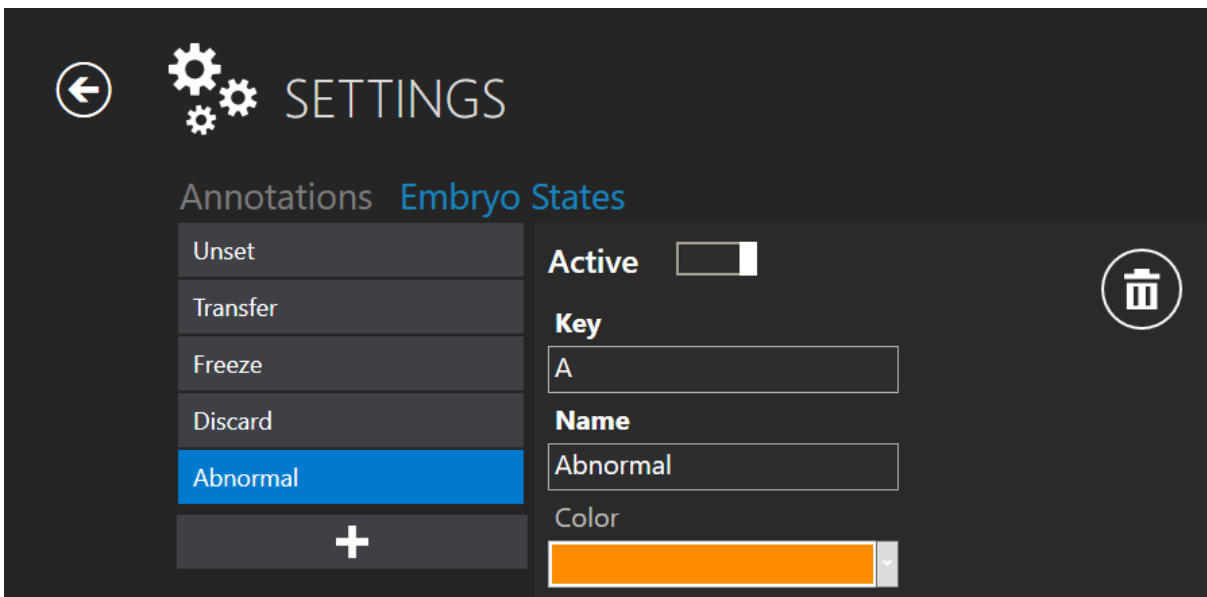 SETTINGS
Annotations Embryo States
Unset
Transfer
Freeze
Discard
Abnormal
Active
Key
A
Name
Abnormal
Color